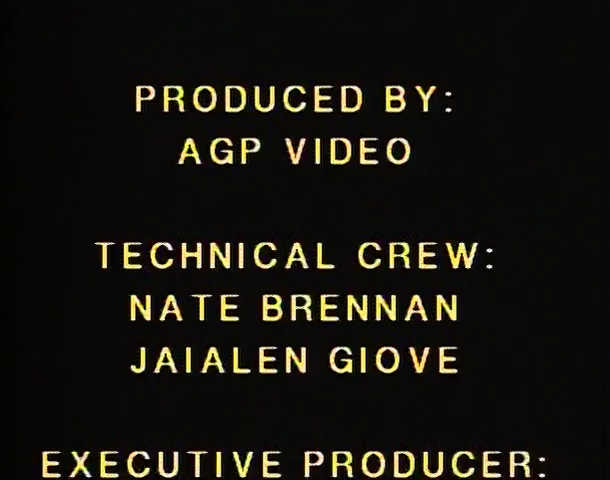 PRODUCED BY:
AGP VIDEO
TECHNICAL CREW:
NATE BRENNAN
JAIALEN GIOVE
EXECUTIVE PRODUCER: